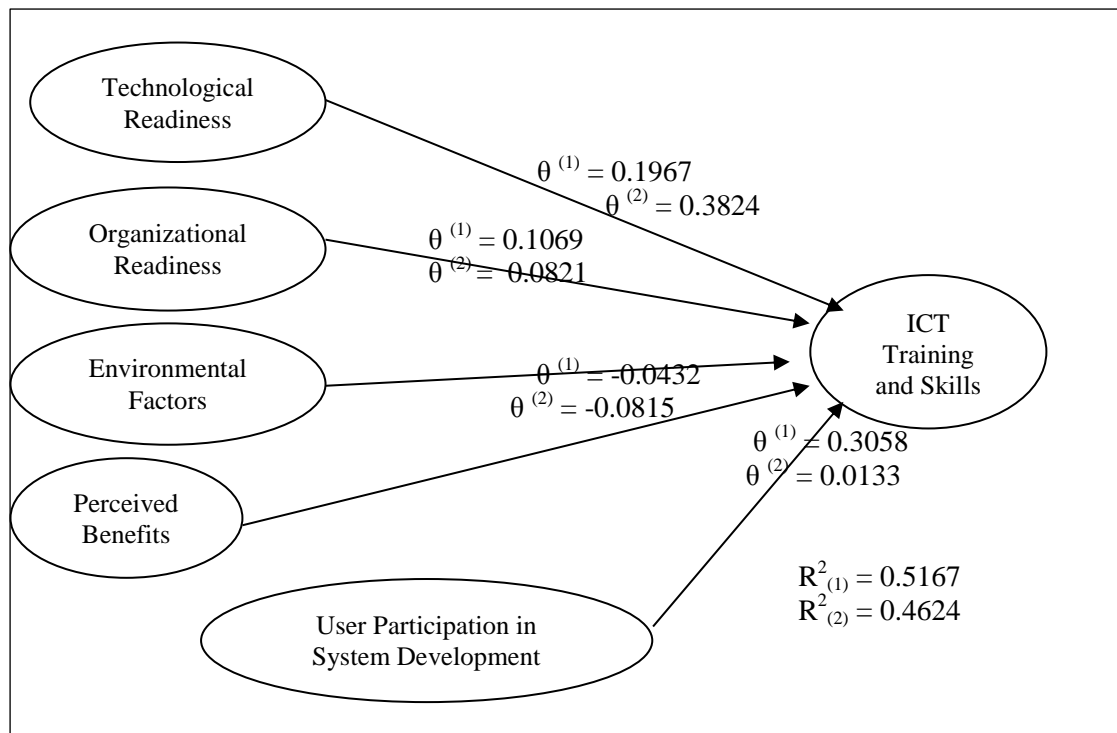 Technological
Readiness
θ (1) = 0.1967
θ (2) = 0.3824
Organizational
Readiness
θ (1) = 0.1069
θ (2) = 0.0821
ICT
Training
and Skills
Environmental
Factors
θ (1) = -0.0432
θ (2) = -0.0815
θ (1) = 0.3058
θ (2) = 0.0133
Perceived
Benefits
R2(1) = 0.5167
R2(2) = 0.4624
User Participation in
System Development